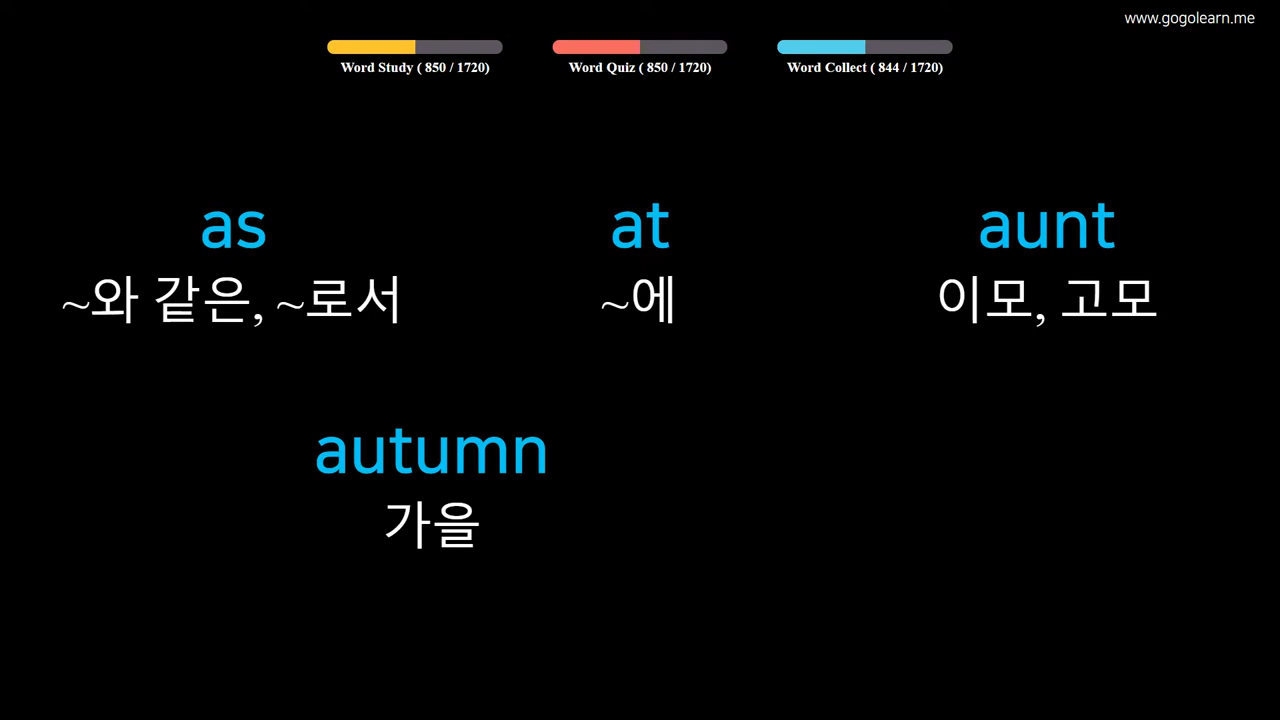 www.gogolearn.me
Word Study ( 850 / 1720)
Word Quiz ( 850 / 1720)
Word Collect ( 844 / 1720)
as
at
aunt
~와 같은, ~로서
~에
이모, 고모
autumn
가을